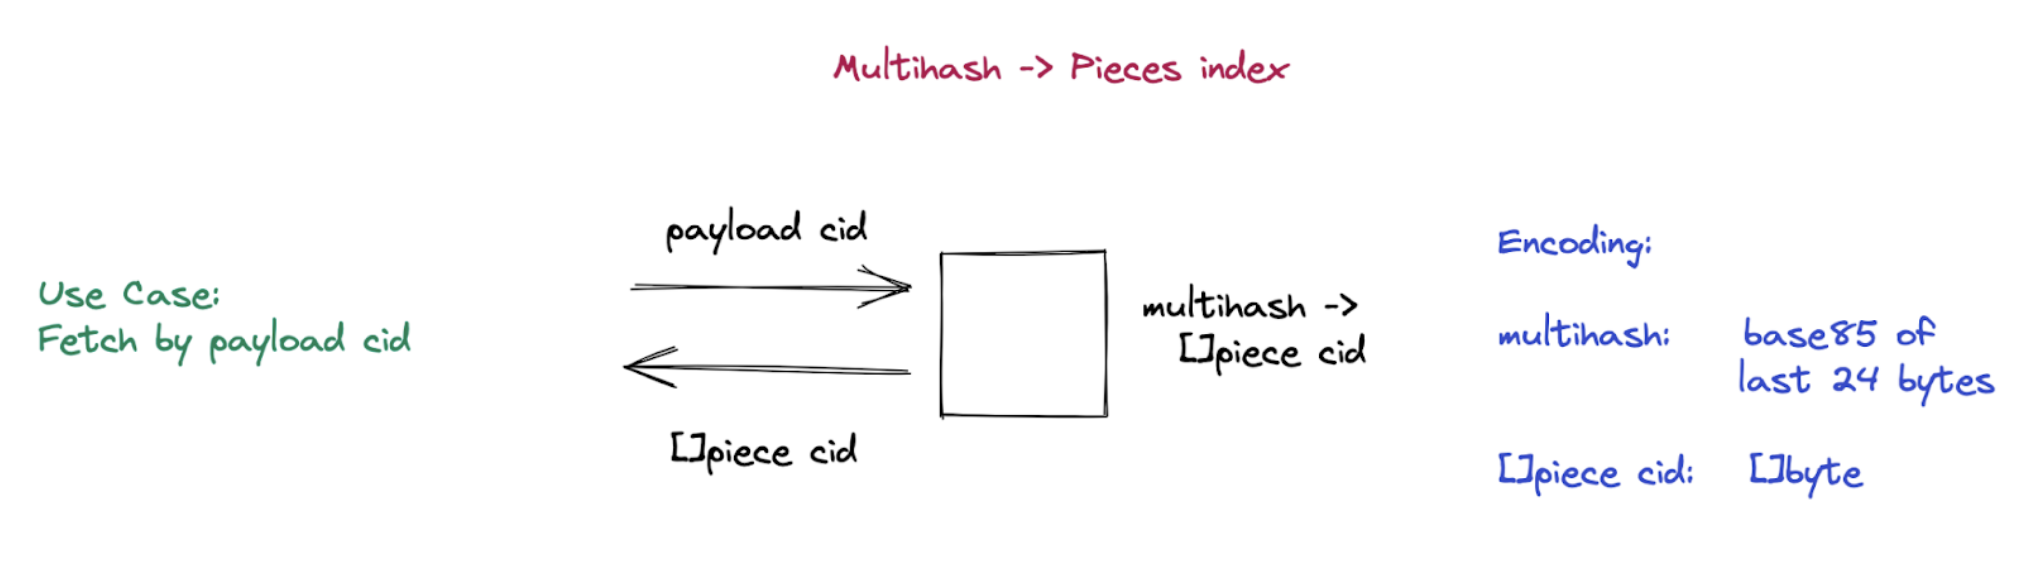 Multihash -> Pieces index
Use Case:
Fetch by payload cid
payload cid
[]piece cid
multihash ->
[]piece cid
Encoding:
multihash: base85 of
last 24 bytes
[]piece cid: []byte